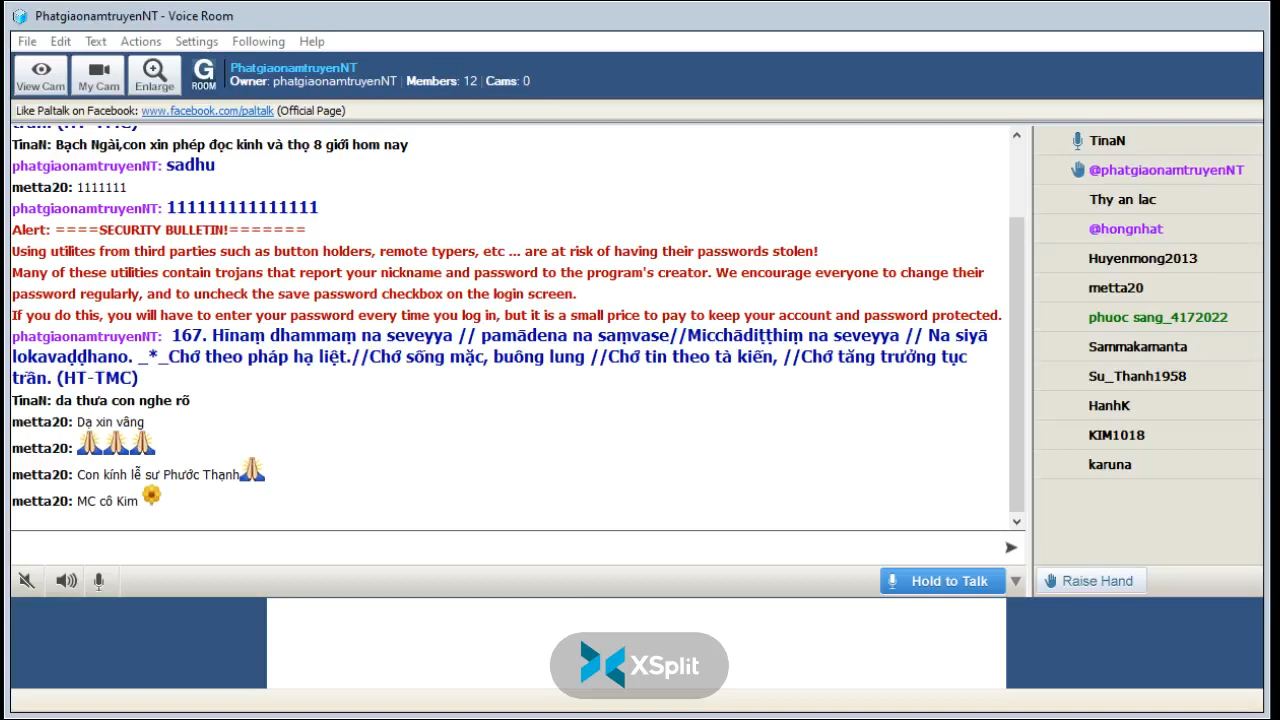 PhatgiaonamtruyenNT - Voice Room
File Edit Text Actions Settings Following Help
View Cam My Cam Enlarge G ROOM
PhatgiaonamtruyenNT
Owner: phatgiaonamtruyenNT | Members: 12 | Cams: 0
Like Paltalk on Facebook: www.facebook.com/paltalk (Official Page)
TinaN: Bạch Ngài,con xin phép đọc kinh và thọ 8 giới hom nay
phatgiaonamtruyenNT: sadhu
metta20: 1111111
phatgiaonamtruyenNT: 111111111111111
Alert: ====SECURITY BULLETIN!=======
Using utilites from third parties such as button holders, remote typers, etc ... are at risk of having their passwords stolen!
Many of these utilities contain trojans that report your nickname and password to the program's creator. We encourage everyone to change their
password regularly, and to uncheck the save password checkbox on the login screen.
If you do this, you will have to enter your password every time you log in, but it is a small price to pay to keep your account and password protected.
phatgiaonamtruyenNT: 167. Hīnaṃ dhammaṃ na seveyya // pamādena na saṃvase//Micchādiṭṭhiṃ na seveyya // Na siyā
lokavaḍḍhano. _*_Chớ theo pháp hạ liệt.//Chớ sống mặc, buông lung //Chớ tin theo tà kiến, //Chớ tăng trưởng tục
trần. (HT-TMC)
TinaN: da thưa con nghe rõ
metta20: Dạ xin vâng
metta20:
metta20: Con kính lễ sư Phước Thạnh
metta20: MC cô Kim
TinaN
@phatgiaonamtruyenNT
Thy an lac
@hongnhat
Huyenmong2013
metta20
phuoc sang_4172022
Sammakamanta
Su_Thanh1958
HanhK
KIM1018
karuna
Hold to Talk
Raise Hand
XSplit